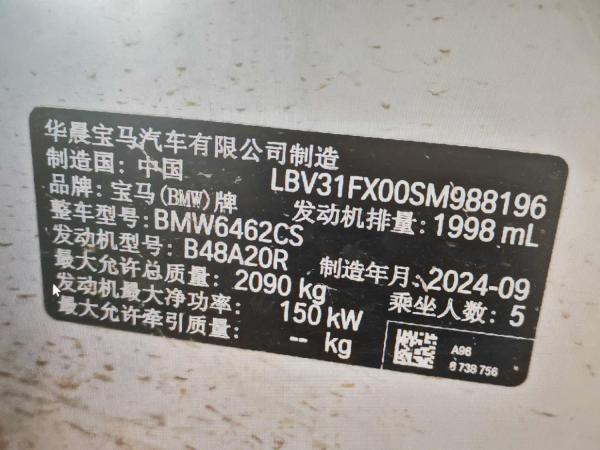 华晨宝马汽车有限公司制造
制造国: 中国 LBV31FX00SM988196
品牌: 宝马(BMW)牌 发动机排量: 1998 mL
整车型号: BMW6462CS
发动机型号: B48A20R 制造年月: 2024-09
最大允许总质量: 2090 kg 乘坐人数: 5
发动机最大净功率: 150 kW
最大允许牵引质量: -- kg
A96
8 738 756